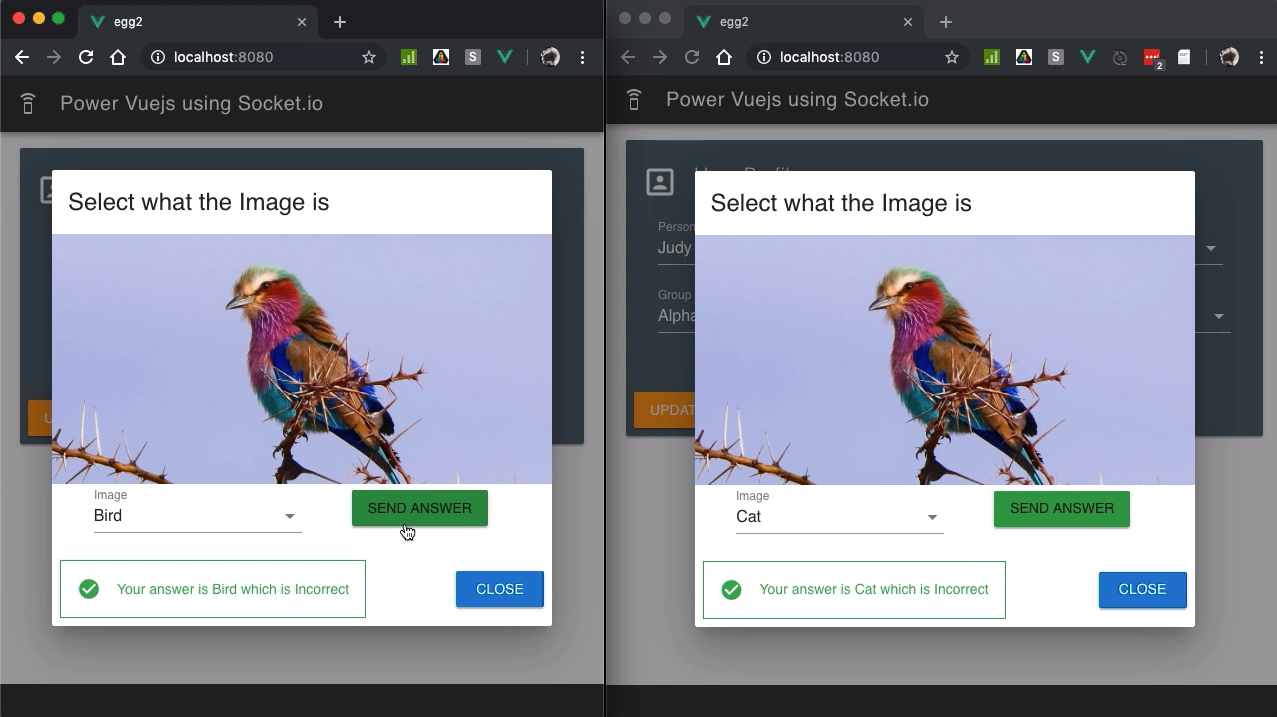 egg2
localhost:8080
Power Vuejs using Socket.io
Select what the Image is
Image
Bird
SEND ANSWER
Your answer is Bird which is Incorrect
CLOSE
U
egg2
localhost:8080
S
2
Power Vuejs using Socket.io
Person
Judy
Group
Alpha
UPDAT
Select what the Image is
Image
Cat
SEND ANSWER
Your answer is Cat which is Incorrect
CLOSE